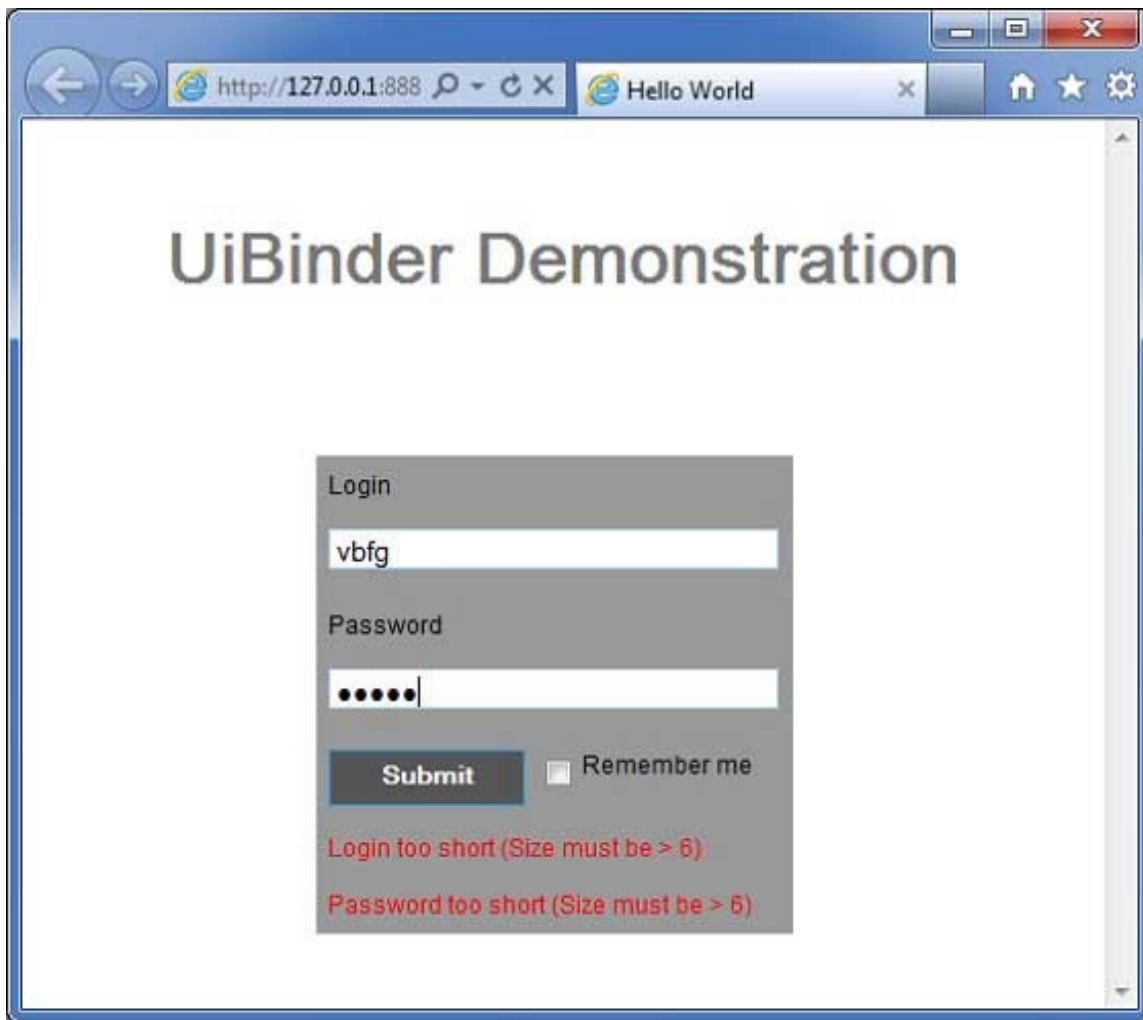 http://127.0.0.1:888
Hello World
UiBinder Demonstration
Login
vbfg
Password
●●●●●
Submit
Remember me
Login too short (Size must be > 6)
Password too short (Size must be > 6)